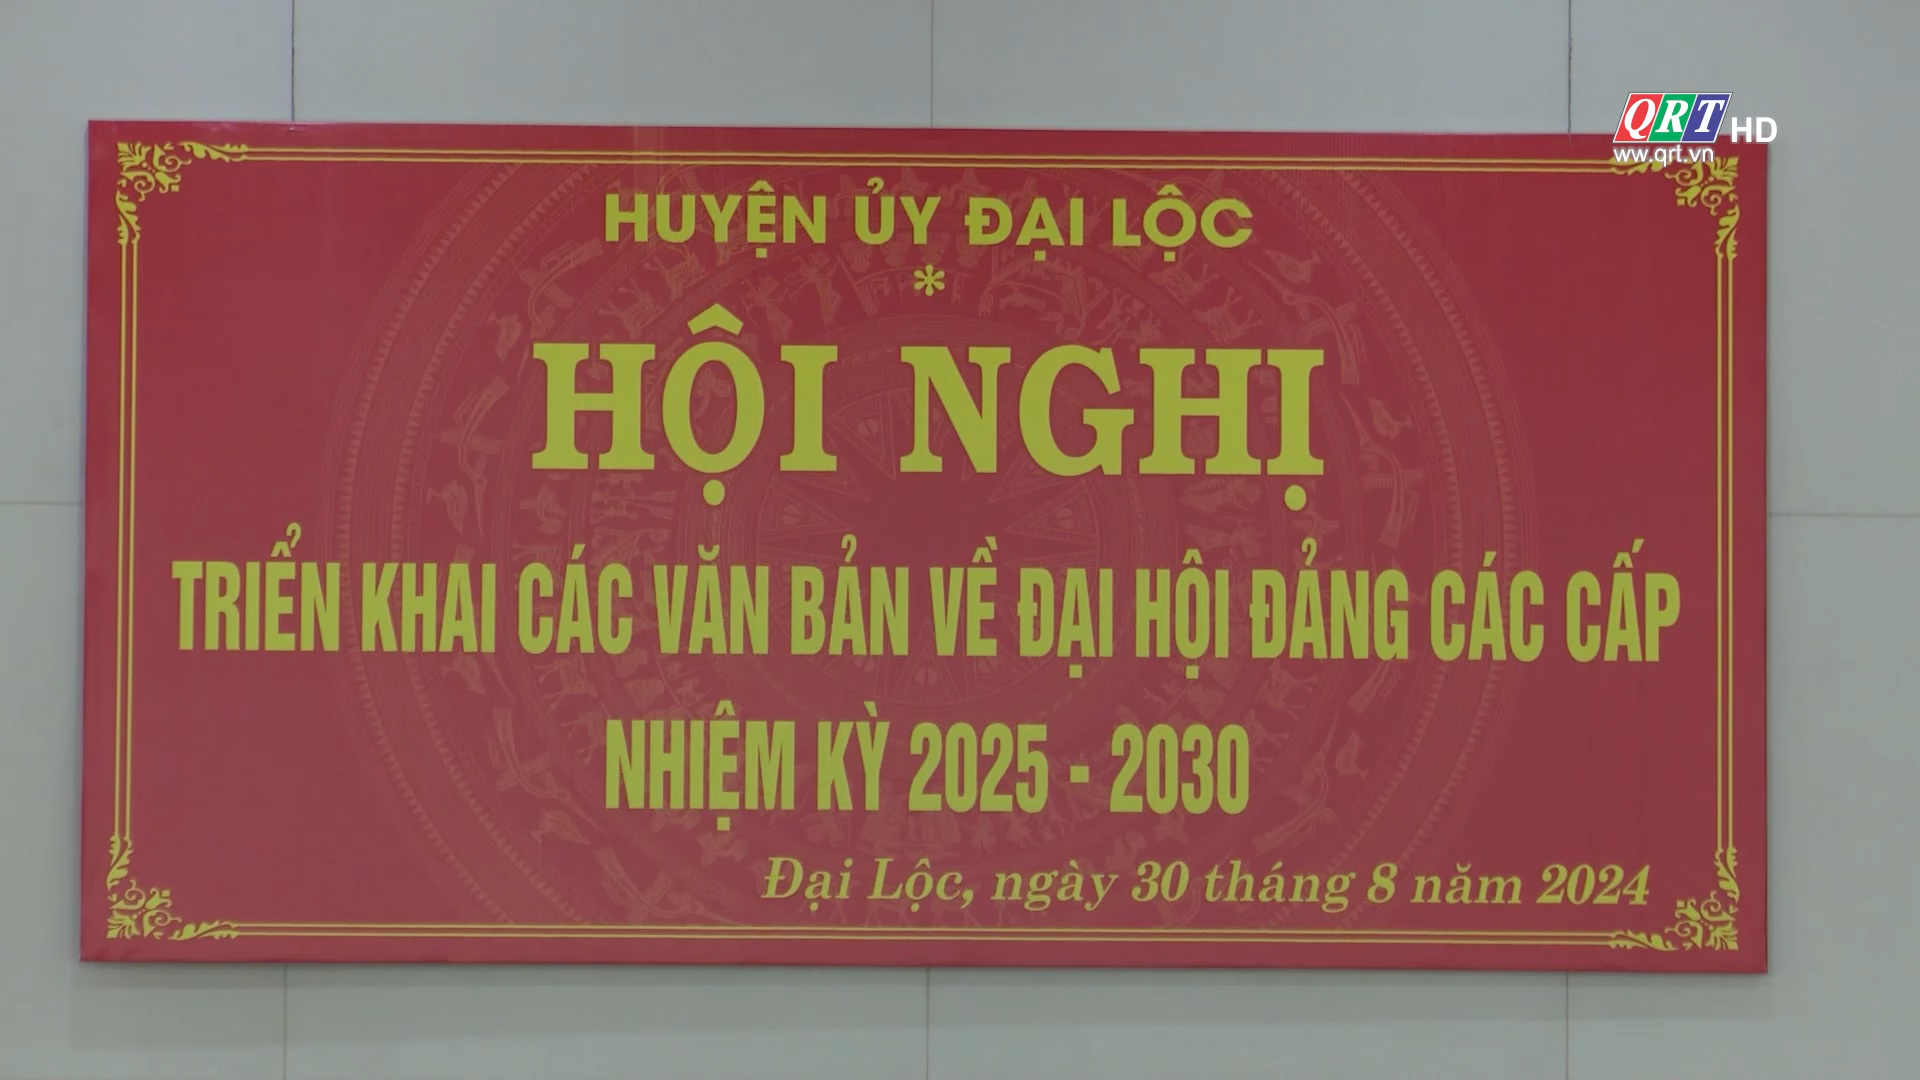 QRT HD
ww.qrt.vn
HUYỆN ỦY ĐẠI LỘC
*
HỘI NGHỊ
TRIỂN KHAI CÁC VĂN BẢN VỀ ĐẠI HỘI ĐẢNG CÁC CẤP
NHIỆM KỲ 2025 - 2030
Đại Lộc, ngày 30 tháng 8 năm 2024